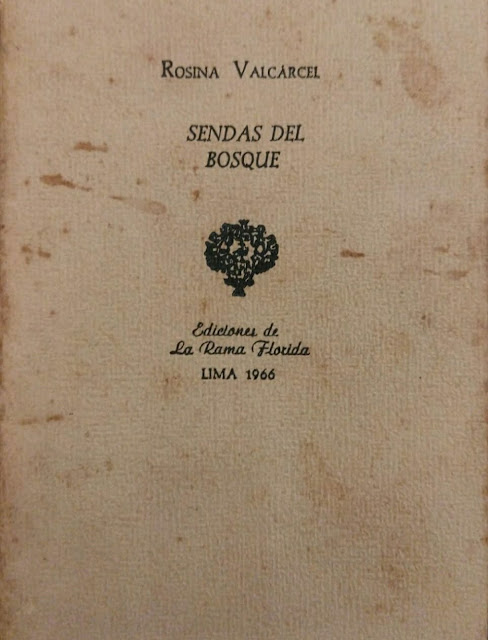 ROSINA VALCÁRCEL
SENDAS DEL
BOSQUE
Ediciones de
La Rama Florida
LIMA 1966